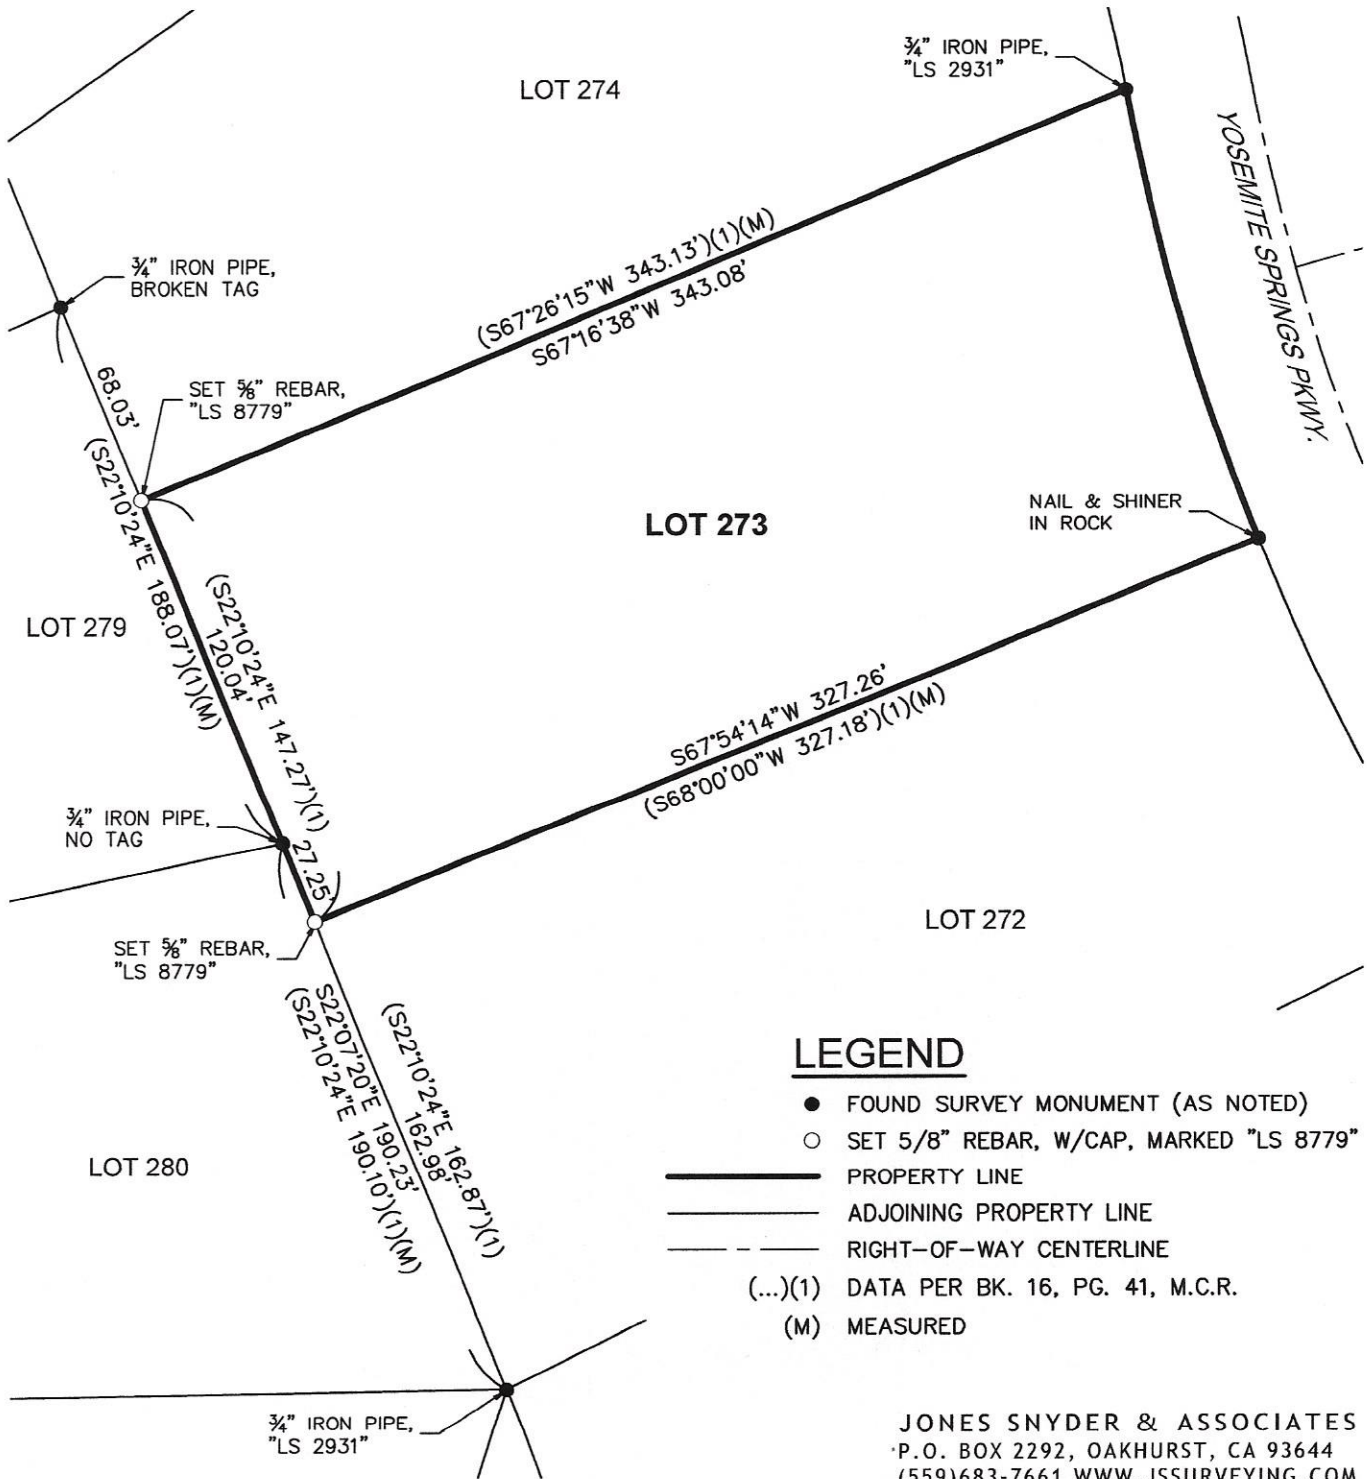 3/4" IRON PIPE,
"LS 2931"
LOT 274
YOSEMITE SPRINGS PKWY.
(S67°26'15"W 343.13')(1)(M)
S67°16'38"W 343.08'
3/4" IRON PIPE,
BROKEN TAG
68.03'
SET 5/8" REBAR,
"LS 8779"
(S22°10'24"E 188.07')(1)(M)
LOT 273
NAIL & SHINER
IN ROCK
LOT 279
(S22°10'24"E 147.27')(1)
120.04'
S67°54'14"W 327.26'
(S68°00'00"W 327.18')(1)(M)
3/4" IRON PIPE,
NO TAG
27.25'
LOT 272
SET 5/8" REBAR,
"LS 8779"
(S22°10'24"E 162.87')(1)
162.98'
S22°07'20"E 190.23'
(S22°10'24"E 190.10')(1)(M)
LOT 280
LEGEND
FOUND SURVEY MONUMENT (AS NOTED)
SET 5/8" REBAR, W/CAP, MARKED "LS 8779"
PROPERTY LINE
ADJOINING PROPERTY LINE
RIGHT-OF-WAY CENTERLINE
(...)(1) DATA PER BK. 16, PG. 41, M.C.R.
(M) MEASURED
3/4" IRON PIPE,
"LS 2931"
JONES SNYDER & ASSOCIATES
P.O. BOX 2292, OAKHURST, CA 93644
(559)683-7661 WWW.JSSURVEYING.COM